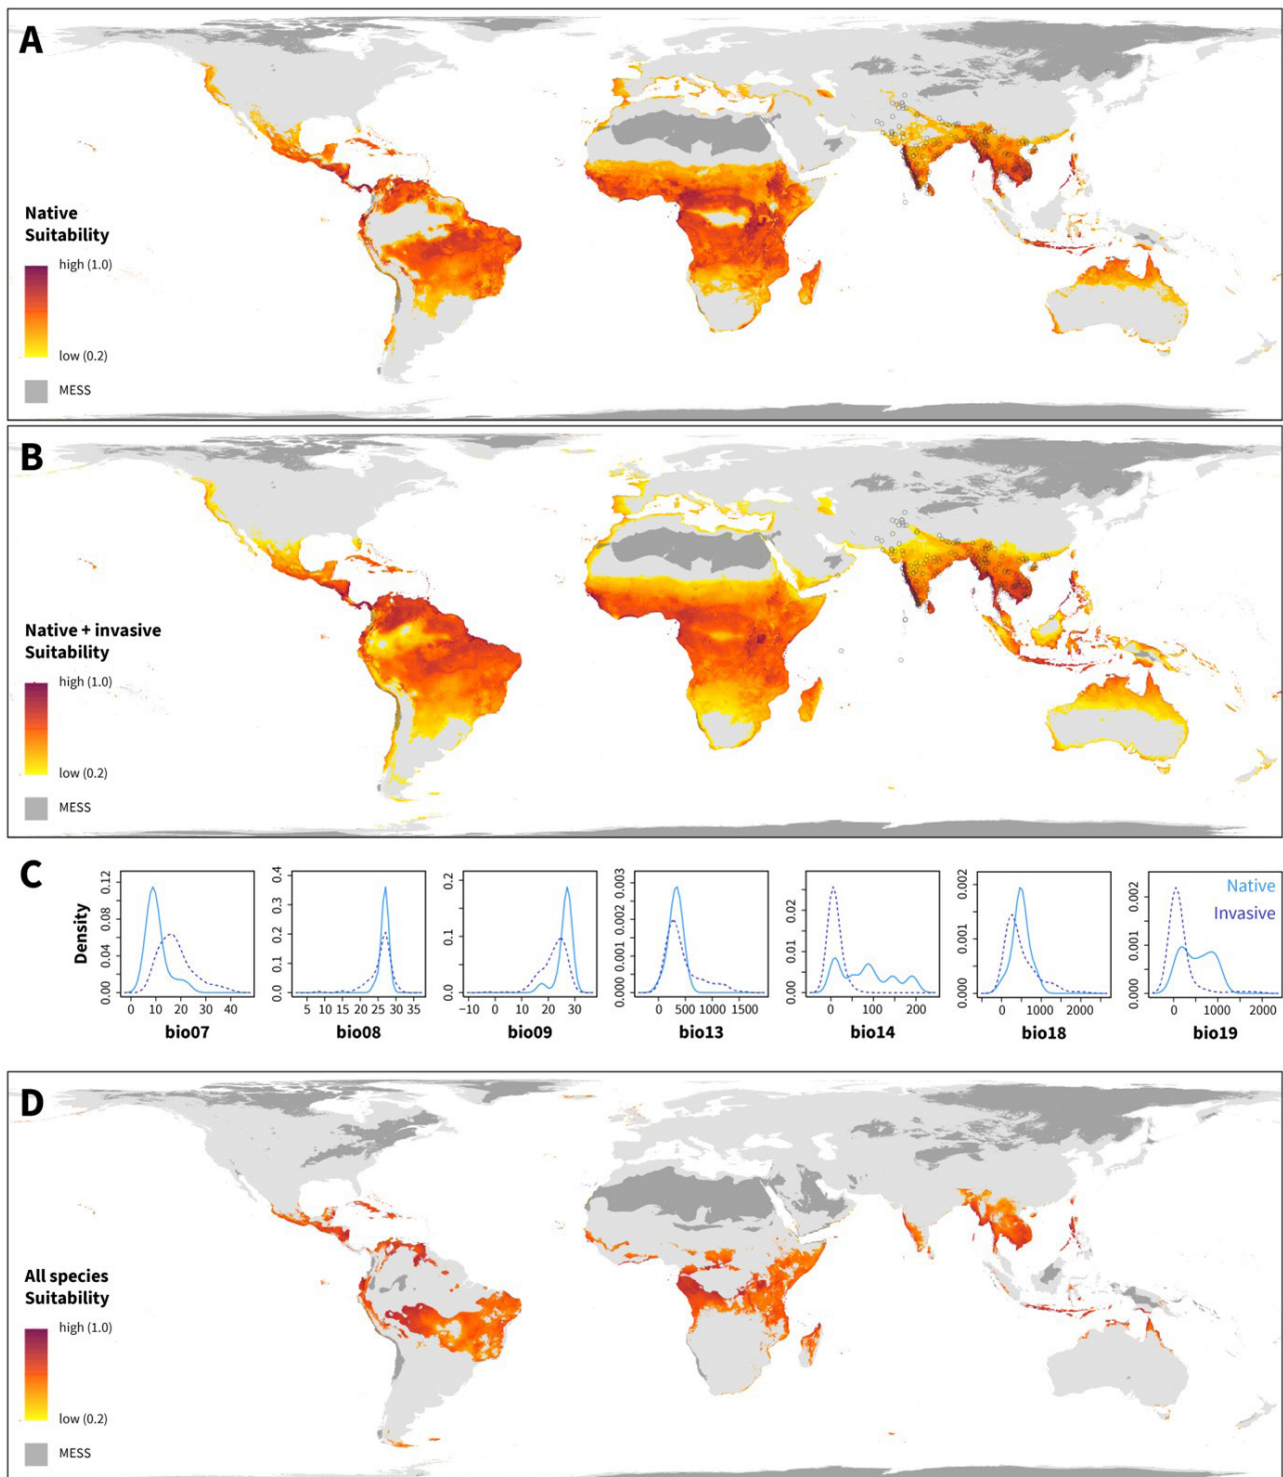 A
Native
Suitability
high (1.0)
low (0.2)
MESS
B
Native + invasive
Suitability
high (1.0)
low (0.2)
MESS
C
Density
0.00 0.04 0.08 0.12
0 10 20 30 40
bio07
0.0 0.1 0.2 0.3 0.4
5 10 15 20 25 30 35
bio08
0.0 0.1 0.2
−10 0 10 20 30
bio09
0.000 0.001 0.002 0.003
0 500 1000 1500
bio13
0.00 0.01 0.02
0 100 200
bio14
0.000 0.001 0.002
0 1000 2000
bio18
0.000 0.001 0.002
0 1000 2000
bio19
Native
Invasive
D
All species
Suitability
high (1.0)
low (0.2)
MESS